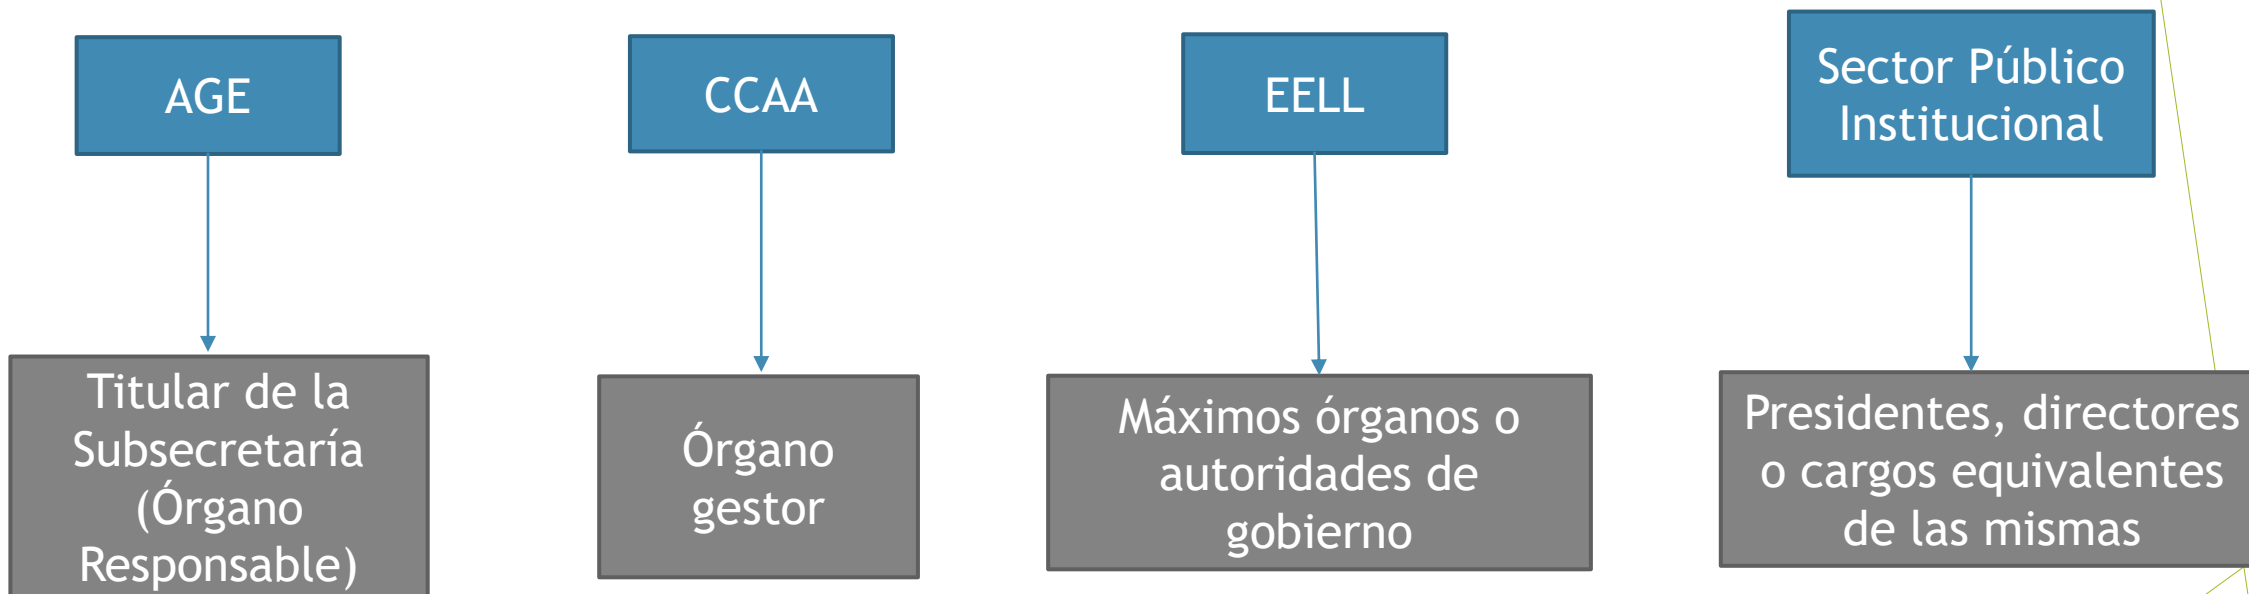 AGE
CCAA
EELL
Sector Público
Institucional
Titular de la
Subsecretaría
(Órgano
Responsable)
Órgano
gestor
Máximos órganos o
autoridades de
gobierno
Presidentes, directores
o cargos equivalentes
de las mismas